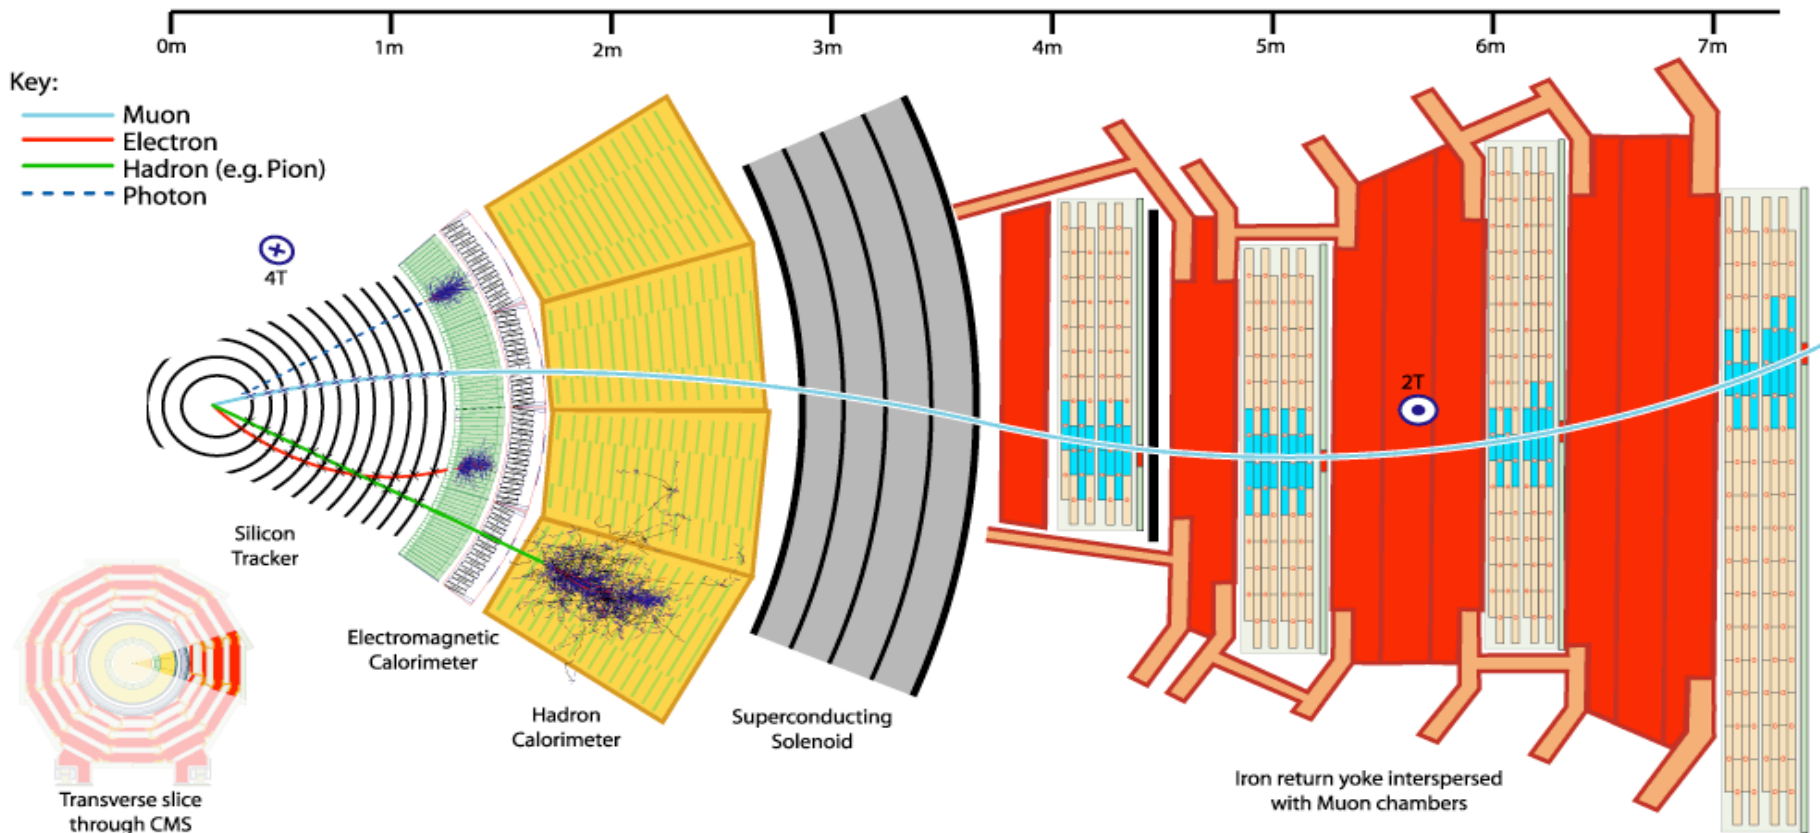 0m
1m
2m
3m
4m
5m
6m
7m
Key:
Muon
Electron
Hadron (e.g. Pion)
Photon
4T
2T
Silicon
Tracker
Electromagnetic
Calorimeter
Hadron
Calorimeter
Superconducting
Solenoid
Iron return yoke interspersed
with Muon chambers
Transverse slice
through CMS